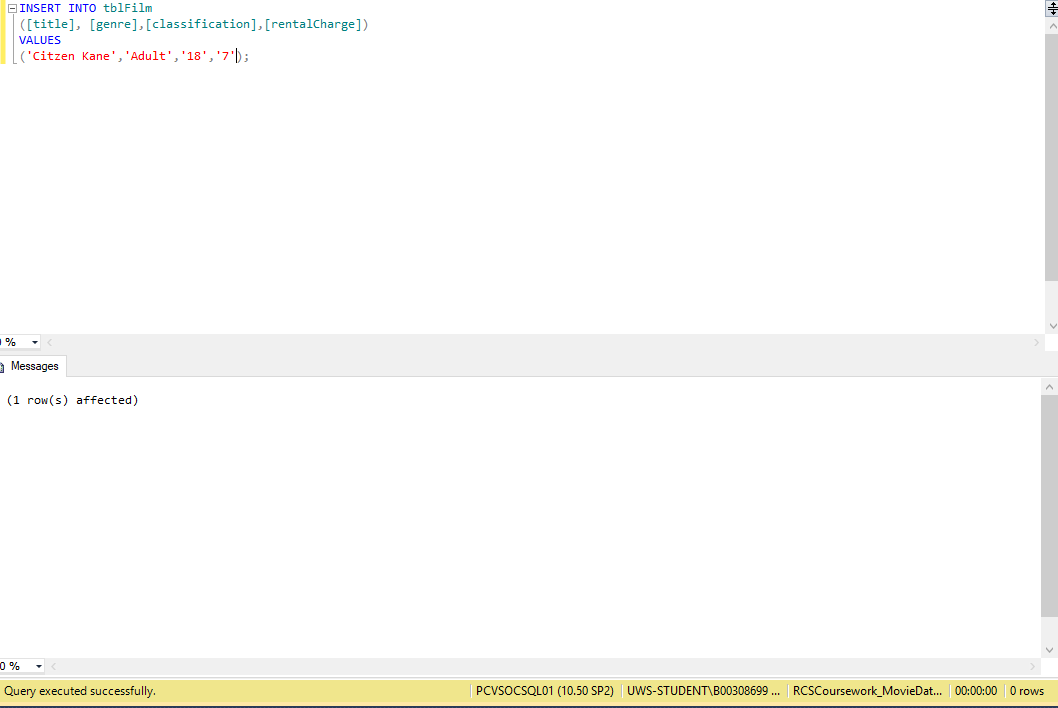 INSERT INTO tblFilm
([title], [genre],[classification],[rentalCharge])
VALUES
('Citzen Kane','Adult','18','7');
%
Messages
(1 row(s) affected)
0 %
Query executed successfully. PCVSOCSQL01 (10.50 SP2) UWS-STUDENT\B00308699 ... RCSCoursework_MovieDat... 00:00:00 0 rows